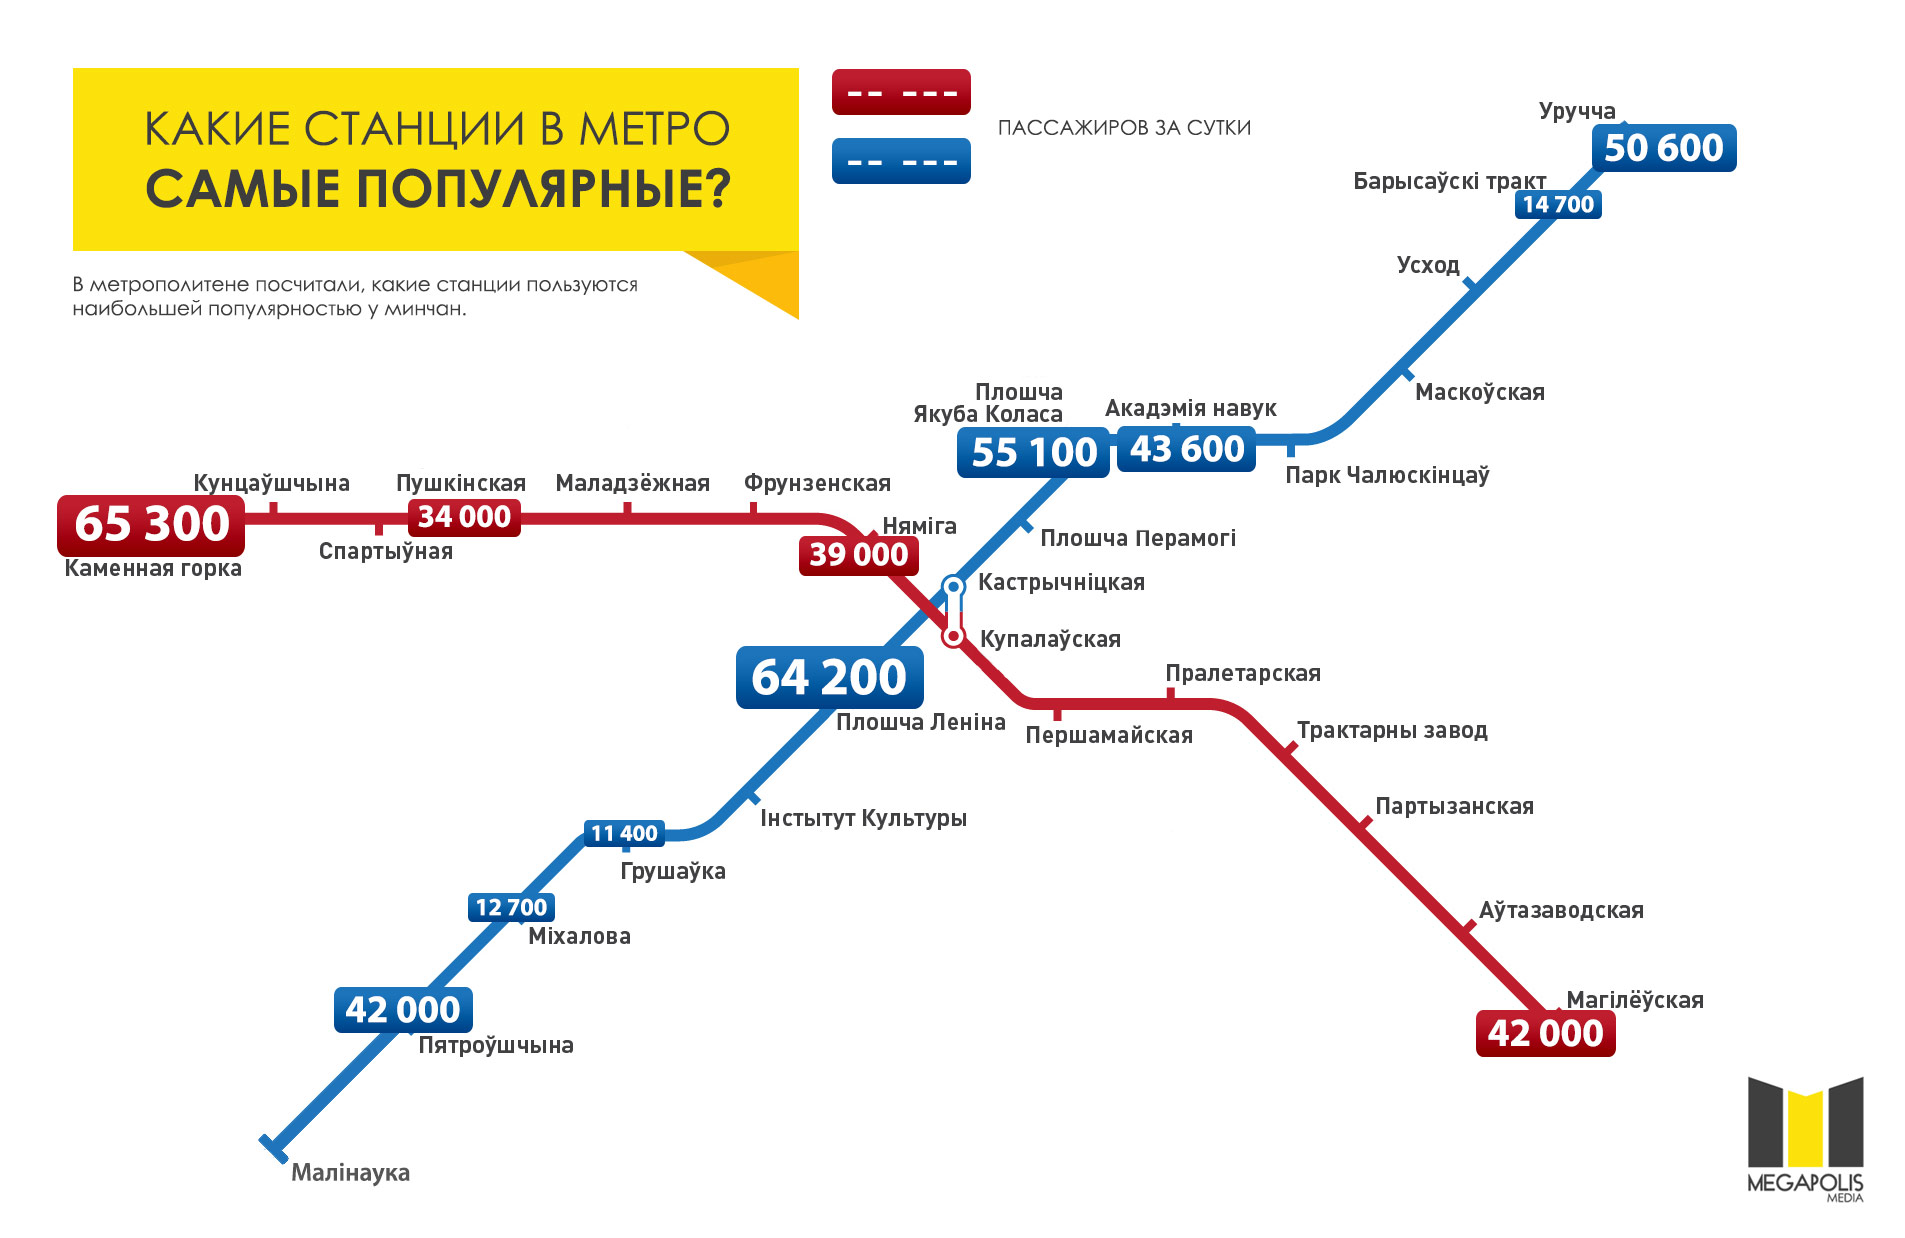 КАКИЕ СТАНЦИИ В МЕТРО
САМЫЕ ПОПУЛЯРНЫЕ?
В метрополитене посчитали, какие станции пользуются
наибольшей популярностью у минчан.
-- ---
-- ---
ПАССАЖИРОВ ЗА СУТКИ
Уручча
50 600
Барысаўскі тракт
14 700
Усход
Маскоўская
Плошча
Якуба Коласа
55 100
Акадэмія навук
43 600
Парк Чалюскінцаў
Кунцаўшчына
Пушкінская
Маладзёжная
Фрунзенская
65 300
Каменная горка
Спартыўная
34 000
Няміга
39 000
Плошча Перамогі
Кастрычніцкая
Купалаўская
64 200
Плошча Леніна
Пралетарская
Першамайская
Трактарны завод
Інстытут Культуры
Партызанская
11 400
Грушаўка
12 700
Міхалова
Аўтазаводская
42 000
Пятроўшчына
Магілёўская
42 000
Малінаука
MEGAPOLIS
MEDIA